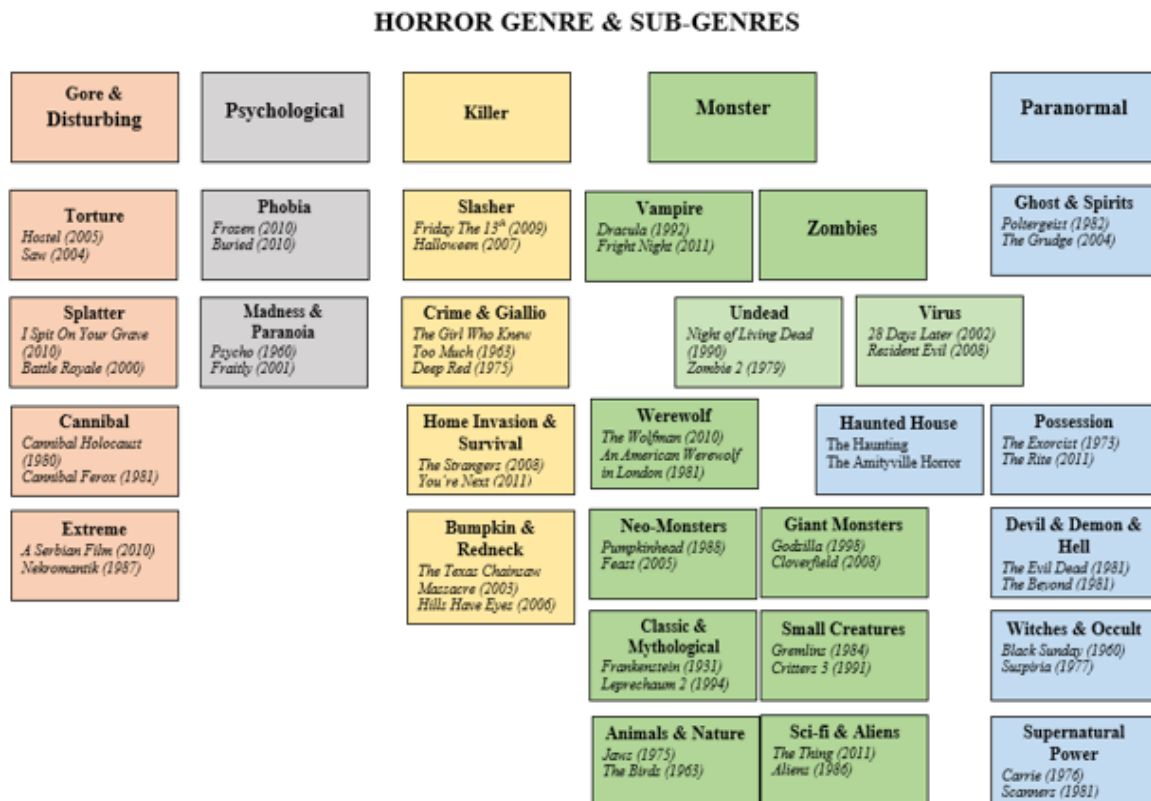 HORROR GENRE & SUB-GENRES
Gore &
Disturbing
Psychological
Killer
Monster
Paranormal
Torture
Hostel (2005)
Saw (2004)
Phobia
Frozen (2010)
Buried (2010)
Slasher
Friday The 13th (2009)
Halloween (2007)
Vampire
Dracula (1992)
Fright Night (2011)
Zombies
Ghost & Spirits
Poltergeist (1982)
The Grudge (2004)
Splatter
I Spit On Your Grave
(2010)
Battle Royale (2000)
Madness &
Paranoia
Psycho (1960)
Fraitly (2001)
Crime & Giallio
The Girl Who Knew
Too Much (1963)
Deep Red (1975)
Undead
Night of Living Dead
(1990)
Zombie 2 (1979)
Virus
28 Days Later (2002)
Resident Evil (2008)
Cannibal
Cannibal Holocaust
(1980)
Cannibal Ferox (1981)
Home Invasion &
Survival
The Strangers (2008)
You're Next (2011)
Werewolf
The Wolfman (2010)
An American Werewolf
in London (1981)
Haunted House
The Haunting
The Amityville Horror
Possession
The Exorcist (1973)
The Rite (2011)
Extreme
A Serbian Film (2010)
Nekromantik (1987)
Bumpkin &
Redneck
The Texas Chainsaw
Massacre (2003)
Hills Have Eyes (2006)
Neo-Monsters
Pumpkinhead (1988)
Feast (2005)
Giant Monsters
Godzilla (1998)
Cloverfield (2008)
Devil & Demon &
Hell
The Evil Dead (1981)
The Beyond (1981)
Classic &
Mythological
Frankenstein (1931)
Leprechaum 2 (1994)
Small Creatures
Gremlins (1984)
Critters 3 (1991)
Witches & Occult
Black Sunday (1960)
Suspiria (1977)
Animals & Nature
Jaws (1975)
The Birds (1963)
Sci-fi & Aliens
The Thing (2011)
Aliens (1986)
Supernatural
Power
Carrie (1976)
Scanners (1981)